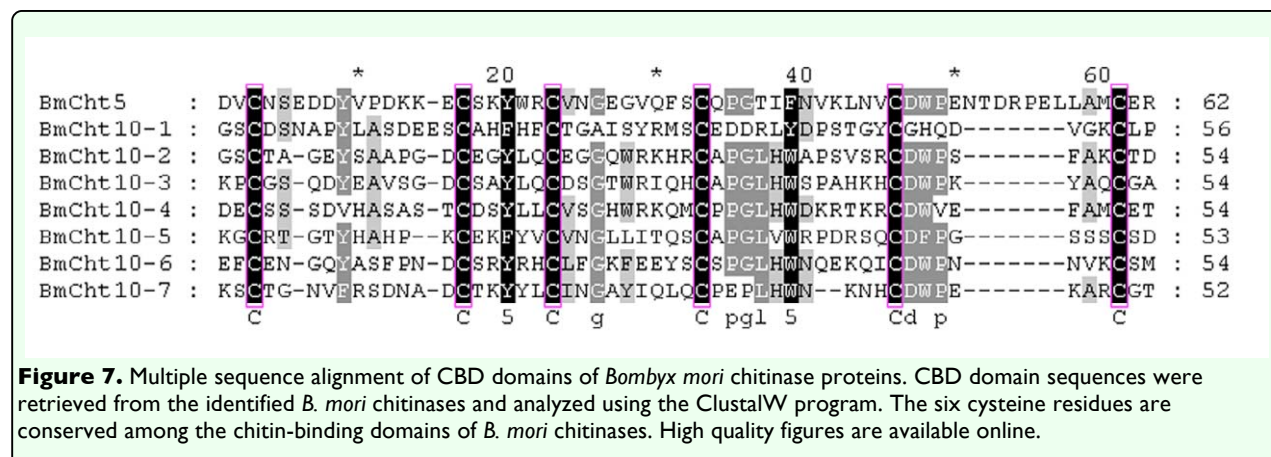 * 20 * 40 * 60
BmCht5 : DVCNSEDDYVPDKK-ECSKYWRCVNGEGVQFSCQPGTIFNVKLNVCDWPENTDRPELLAMCER : 62
BmCht10-1 : GSCDSNAPYLASDEESCAHFHFCTGAISYRMSCEDDRLYDPSTGYCGHQD-------VGKCLP : 56
BmCht10-2 : GSCTA-GEYSAAPG-DCEGYLQCEGGQWRKHRCAPGLHWAPSVSRCDWPS-------FAKCTD : 54
BmCht10-3 : KPCGS-QDYEAVSG-DCSAYLQCDSGTWRIQHCAPGLHWSPAHKHCDWPK-------YAQCGA : 54
BmCht10-4 : DECSS-SDVHASAS-TCDSYLLCVSGHWRKQMCPPGLHWDKRTKRCDWVE-------FAMCET : 54
BmCht10-5 : KGCRT-GTYHAHP--KCEKFYVCVNGLLITQSCAPGLVWRPDRSQCDFPG-------SSSCSD : 53
BmCht10-6 : EFCEN-GQYASFPN-DCSRYRHCLFGKFEEYSCSPGLHWNQEKQICDWPN-------NVKCSM : 54
BmCht10-7 : KSCTG-NVFRSDNA-DCTKYYLCINGAYIQLQCPEPLHWN--KNHCDWPE-------KARCGT : 52
C C 5 C g C pgl 5 Cd p C
Figure 7. Multiple sequence alignment of CBD domains of Bombyx mori chitinase proteins. CBD domain sequences were
retrieved from the identified B. mori chitinases and analyzed using the ClustalW program. The six cysteine residues are
conserved among the chitin-binding domains of B. mori chitinases. High quality figures are available online.